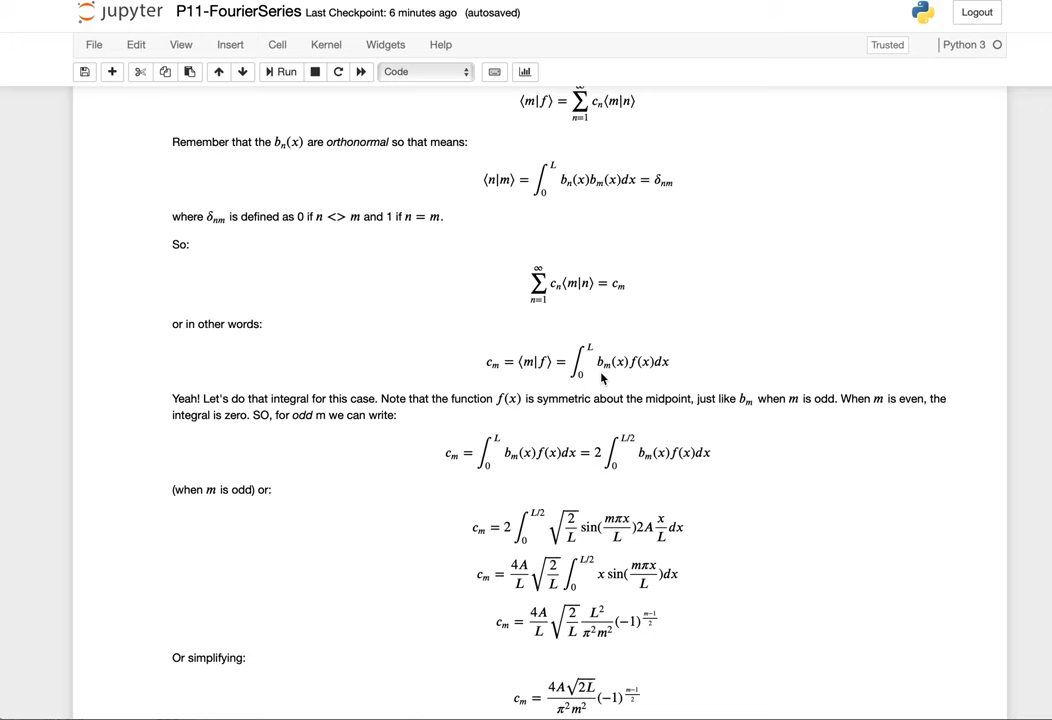 jupyter P11-FourierSeries Last Checkpoint: 6 minutes ago (autosaved) Logout
File Edit View Insert Cell Kernel Widgets Help Trusted Python 3
Run Code
⟨m|f⟩ = ∑_{n=1}^{∞} c_n⟨m|n⟩
Remember that the b_n(x) are orthonormal so that means:
⟨n|m⟩ = ∫_0^L b_n(x)b_m(x)dx = δ_{nm}
where δ_{nm} is defined as 0 if n <> m and 1 if n = m.
So:
∑_{n=1}^{∞} c_n⟨m|n⟩ = c_m
or in other words:
c_m = ⟨m|f⟩ = ∫_0^L b_m(x)f(x)dx
Yeah! Let's do that integral for this case. Note that the function f(x) is symmetric about the midpoint, just like b_m when m is odd. When m is even, the
integral is zero. SO, for odd m we can write:
c_m = ∫_0^L b_m(x)f(x)dx = 2 ∫_0^{L/2} b_m(x)f(x)dx
(when m is odd) or:
c_m = 2 ∫_0^{L/2} √(2/L) sin(mπx/L)2A x/L dx
c_m = 4A/L √(2/L) ∫_0^{L/2} x sin(mπx/L)dx
c_m = 4A/L √(2/L) L²/(π²m²) (-1)^{(m-1)/2}
Or simplifying:
c_m = 4A√(2L)/(π²m²) (-1)^{(m-1)/2}